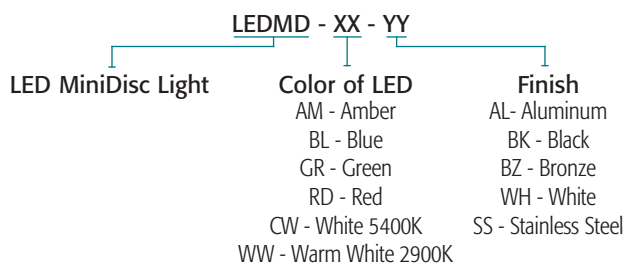 LEDMD - XX - YY
LED MiniDisc Light
Color of LED
AM - Amber
BL - Blue
GR - Green
RD - Red
CW - White 5400K
WW - Warm White 2900K
Finish
AL- Aluminum
BK - Black
BZ - Bronze
WH - White
SS - Stainless Steel